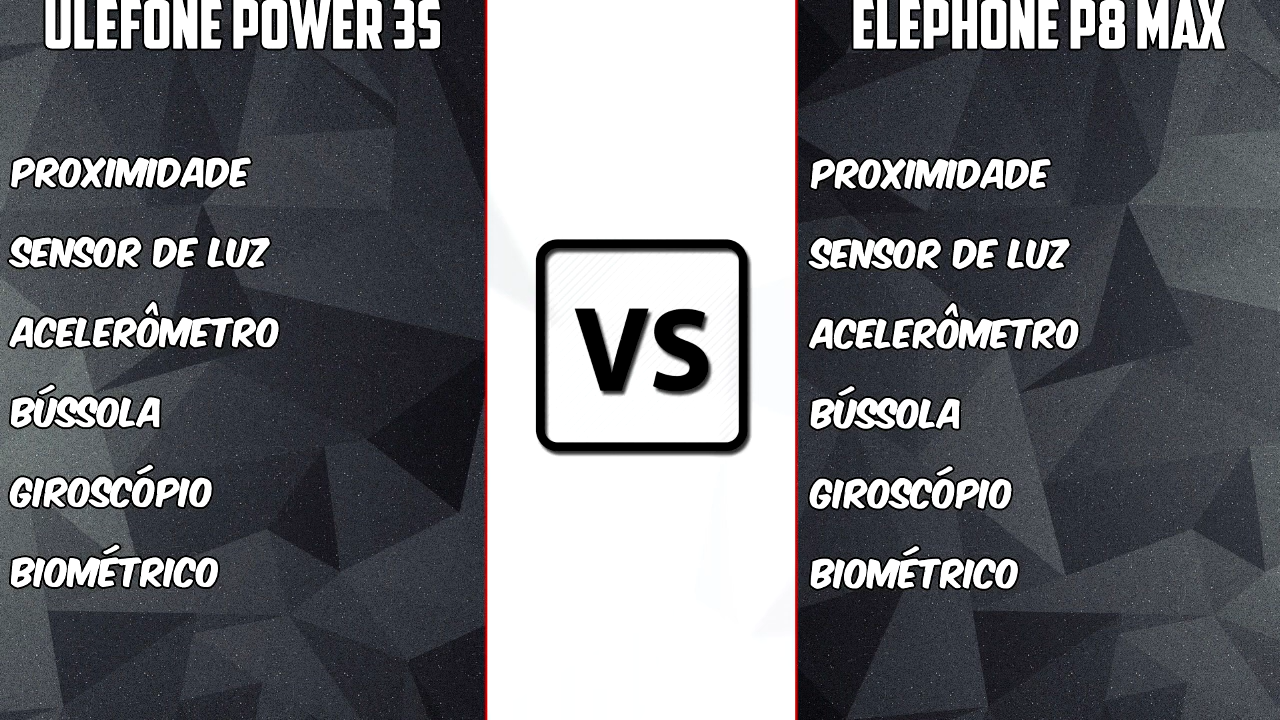 ULEFONE POWER 3S
PROXIMIDADE
SENSOR DE LUZ
ACELERÔMETRO
BÚSSOLA
GIROSCÓPIO
BIOMÉTRICO
VS
ELEPHONE P8 MAX
PROXIMIDADE
SENSOR DE LUZ
ACELERÔMETRO
BÚSSOLA
GIROSCÓPIO
BIOMÉTRICO